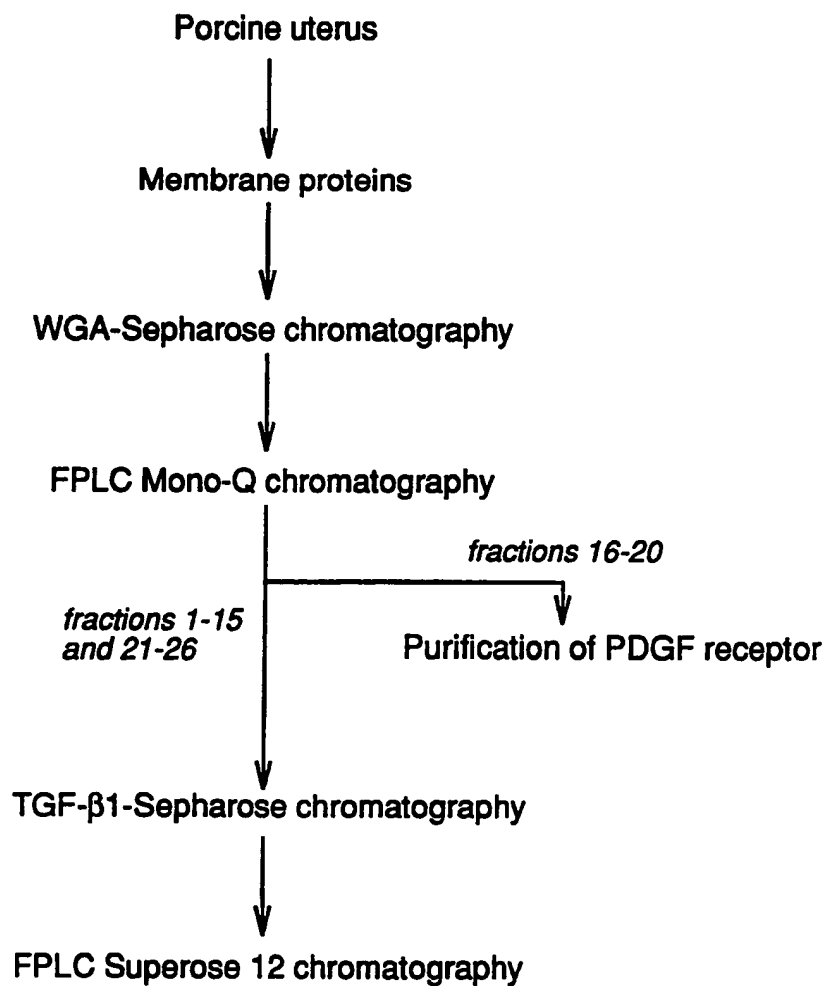 Porcine uterus
Membrane proteins
WGA-Sepharose chromatography
FPLC Mono-Q chromatography
fractions 16-20
fractions 1-15
and 21-26
Purification of PDGF receptor
TGF-β1-Sepharose chromatography
FPLC Superose 12 chromatography